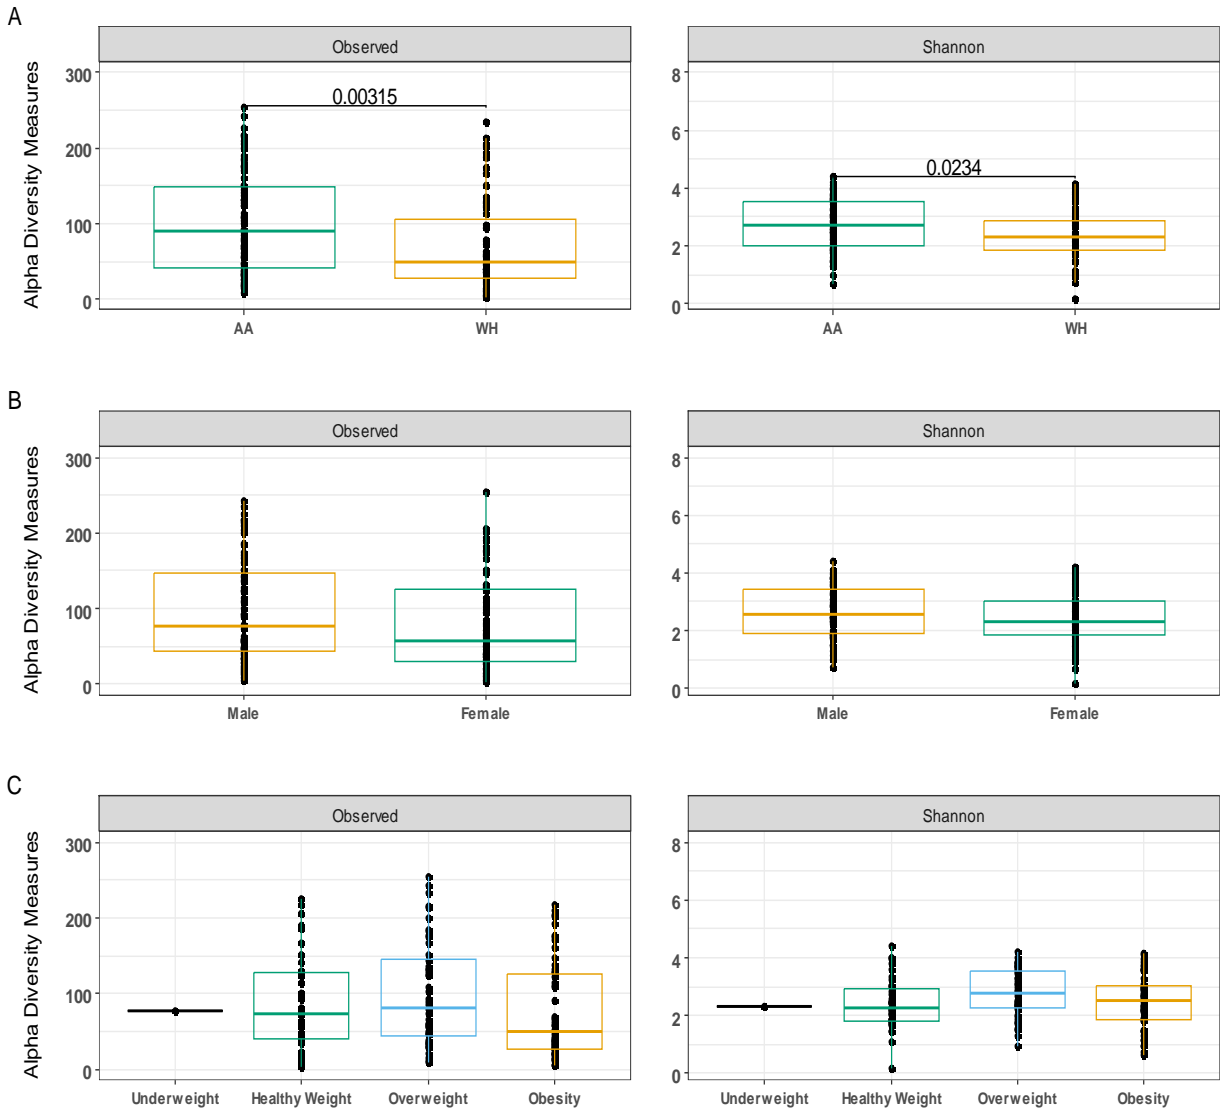 A
Observed
Shannon
Alpha Diversity Measures
300
200
100
0
0.00315
AA
WH
8
6
4
2
0
0.0234
AA
WH
B
Observed
Shannon
Alpha Diversity Measures
300
200
100
0
Male
Female
8
6
4
2
0
Male
Female
C
Observed
Shannon
Alpha Diversity Measures
300
200
100
0
Underweight
Healthy Weight
Overweight
Obesity
8
6
4
2
0
Underweight
Healthy Weight
Overweight
Obesity